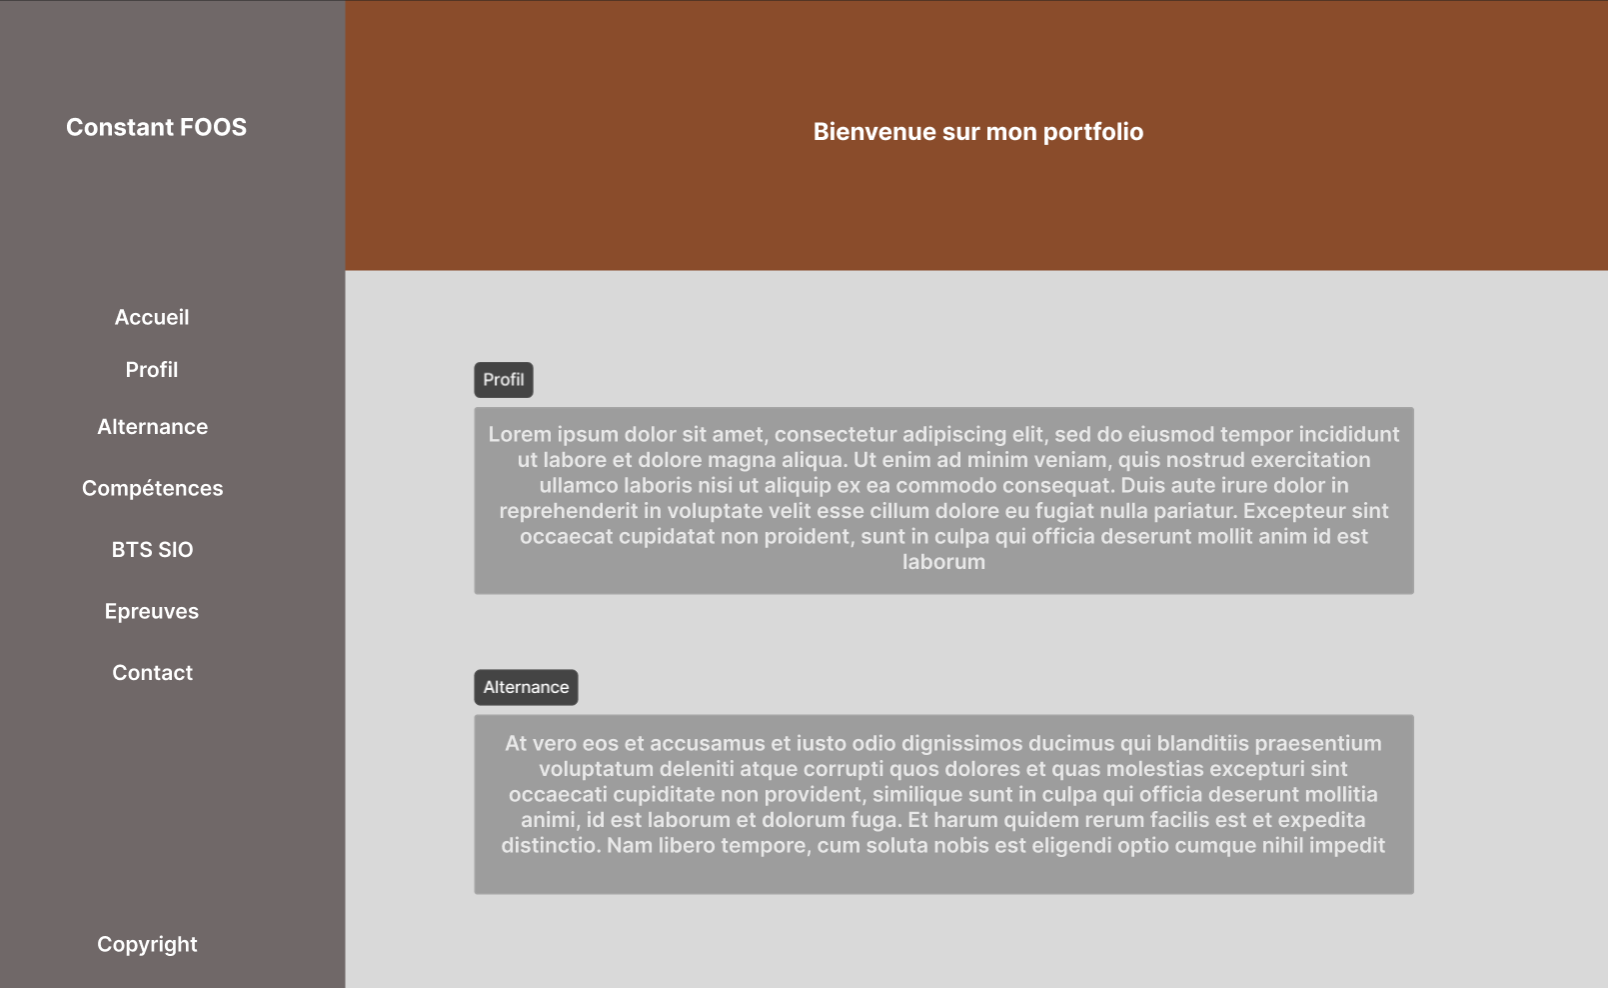 Constant FOOS
Bienvenue sur mon portfolio
Accueil
Profil
Alternance
Compétences
BTS SIO
Epreuves
Contact
Copyright
Profil
Lorem ipsum dolor sit amet, consectetur adipiscing elit, sed do eiusmod tempor incididunt
ut labore et dolore magna aliqua. Ut enim ad minim veniam, quis nostrud exercitation
ullamco laboris nisi ut aliquip ex ea commodo consequat. Duis aute irure dolor in
reprehenderit in voluptate velit esse cillum dolore eu fugiat nulla pariatur. Excepteur sint
occaecat cupidatat non proident, sunt in culpa qui officia deserunt mollit anim id est
laborum
Alternance
At vero eos et accusamus et iusto odio dignissimos ducimus qui blanditiis praesentium
voluptatum deleniti atque corrupti quos dolores et quas molestias excepturi sint
occaecati cupiditate non provident, similique sunt in culpa qui officia deserunt mollitia
animi, id est laborum et dolorum fuga. Et harum quidem rerum facilis est et expedita
distinctio. Nam libero tempore, cum soluta nobis est eligendi optio cumque nihil impedit